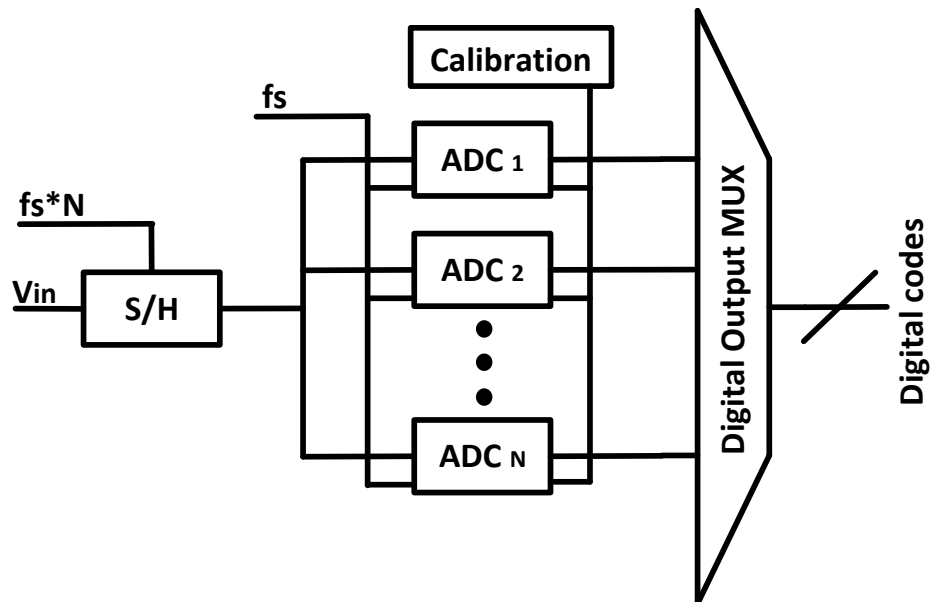 Calibration
fs
ADC 1
fs*N
ADC 2
Vin
S/H
ADC N
Digital Output MUX
Digital codes